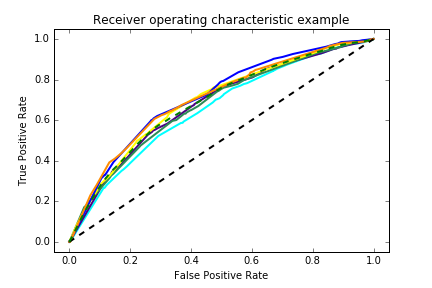 Receiver operating characteristic example
1.0
0.8
0.6
0.4
0.2
0.0
True Positive Rate
0.0 0.2 0.4 0.6 0.8 1.0
False Positive Rate